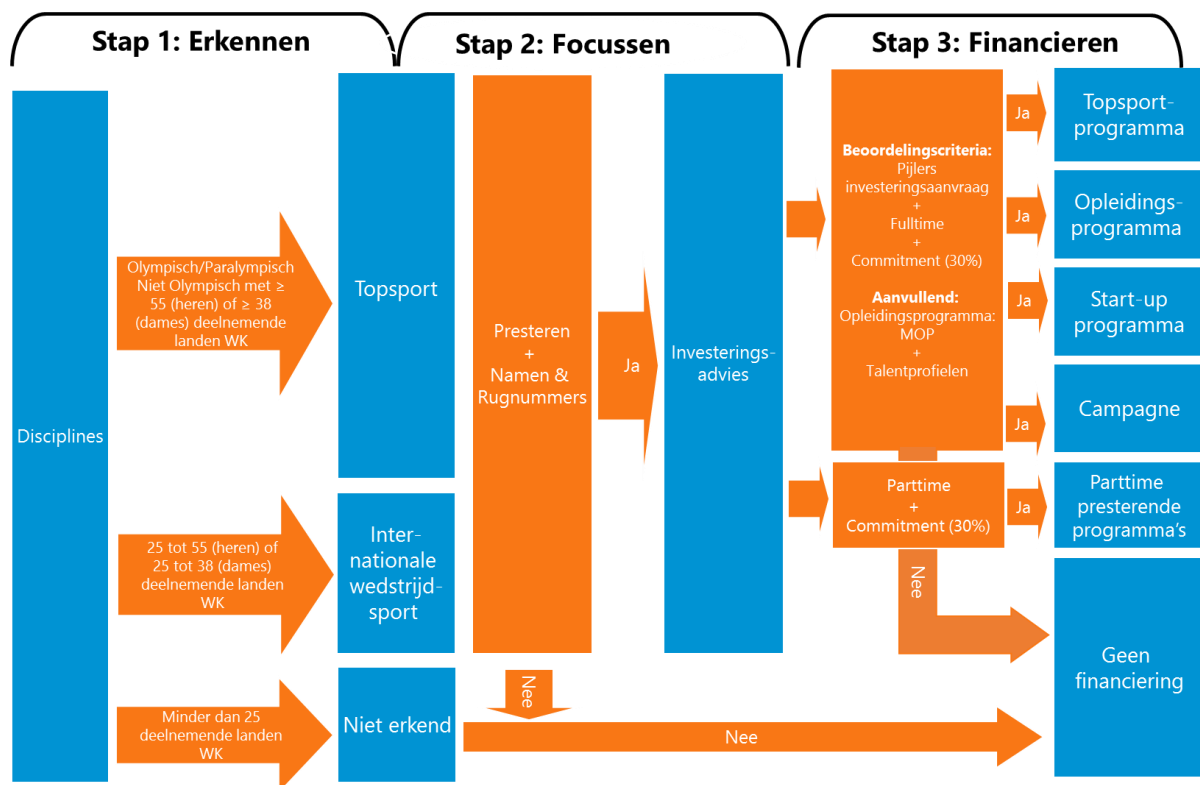 Stap 1: Erkennen
Stap 2: Focussen
Stap 3: Financieren
Disciplines
Olympisch/Paralympisch
Niet Olympisch met ≥
55 (heren) of ≥ 38
(dames) deelnemende
landen WK
25 tot 55 (heren) of
25 tot 38 (dames)
deelnemende landen
WK
Minder dan 25
deelnemende landen
WK
Topsport
Inter-
nationale
wedstrijd-
sport
Niet erkend
Presteren
+
Namen &
Rugnummers
Ja
Nee
Nee
Investerings-
advies
Beoordelingscriteria:
Pijlers
investeringsaanvraag
+
Fulltime
+
Commitment (30%)
Aanvullend:
Opleidingsprogramma:
MOP
+
Talentprofielen
Parttime
+
Commitment (30%)
Nee
Ja
Topsport-
programma
Ja
Opleidings-
programma
Ja
Start-up
programma
Ja
Campagne
Ja
Parttime
presterende
programma's
Geen
financiering